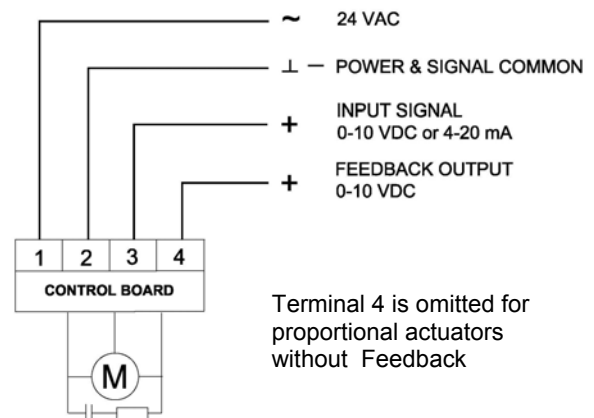 ~ 24 VAC
⊥ − POWER & SIGNAL COMMON
+ INPUT SIGNAL
0-10 VDC or 4-20 mA
+ FEEDBACK OUTPUT
0-10 VDC
1 2 3 4
CONTROL BOARD
Terminal 4 is omitted for
proportional actuators
without Feedback
M